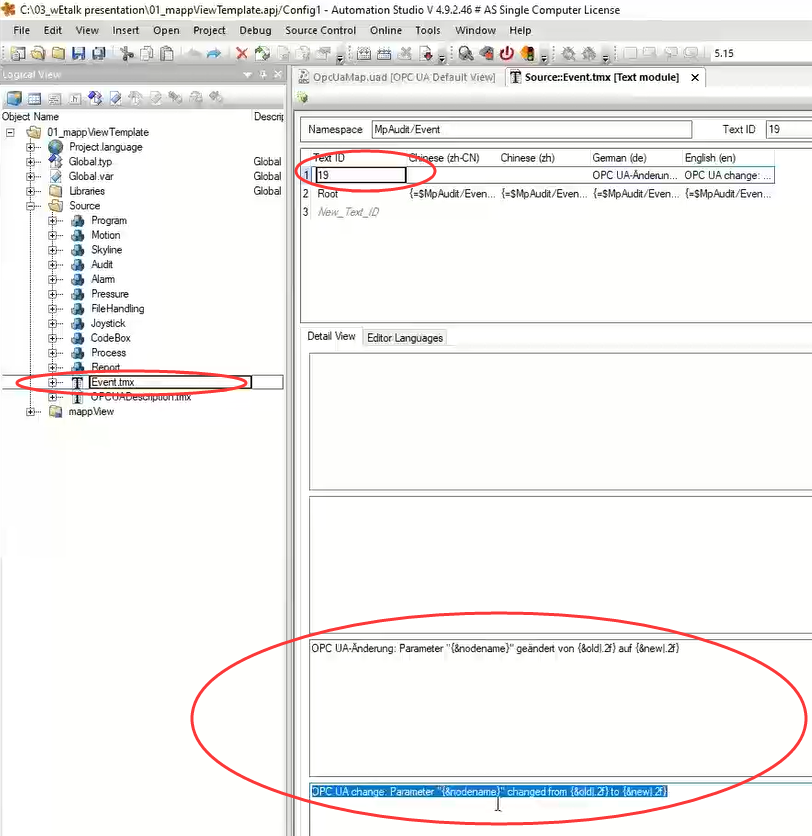 C:\03_wEtalk presentation\01_mappViewTemplate.apj/Config1 - Automation Studio V 4.9.2.46 # AS Single Computer License
File Edit View Insert Open Project Debug Source Control Online Tools Window Help
5.15
Logical View
OpcUaMap.uad [OPC UA Default View]
Source::Event.tmx [Text module]
Object Name
Descrip
01_mappViewTemplate
Project.language
Global.typ Global
Global.var Global
Libraries Global
Source
Program
Motion
Skyline
Audit
Alarm
Pressure
FileHandling
Joystick
CodeBox
Process
Report
Event.tmx
OPCUADescription.tmx
mappView
Namespace MpAudit/Event Text ID 19
Text ID Chinese (zh-CN) Chinese (zh) German (de) English (en)
1 19 OPC UA-Änderun... OPC UA change: ...
2 Root {=$MpAudit/Even... {=$MpAudit/Even... {=$MpAudit/Even... {=$MpAudit/Even...
3 New_Text_ID
Detail View Editor Languages
OPC UA-Änderung: Parameter "{&nodename}" geändert von {&old|.2f} auf {&new|.2f}
OPC UA change: Parameter "{&nodename}" changed from {&old|.2f} to {&new|.2f}